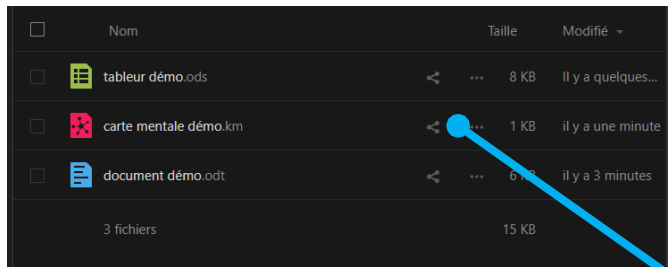 Nom Taille Modifié
tableur démo.ods ... 8 KB Il y a quelques...
carte mentale démo.km ... 1 KB il y a une minute
document démo.odt ... 6 KB il y a 3 minutes
3 fichiers 15 KB